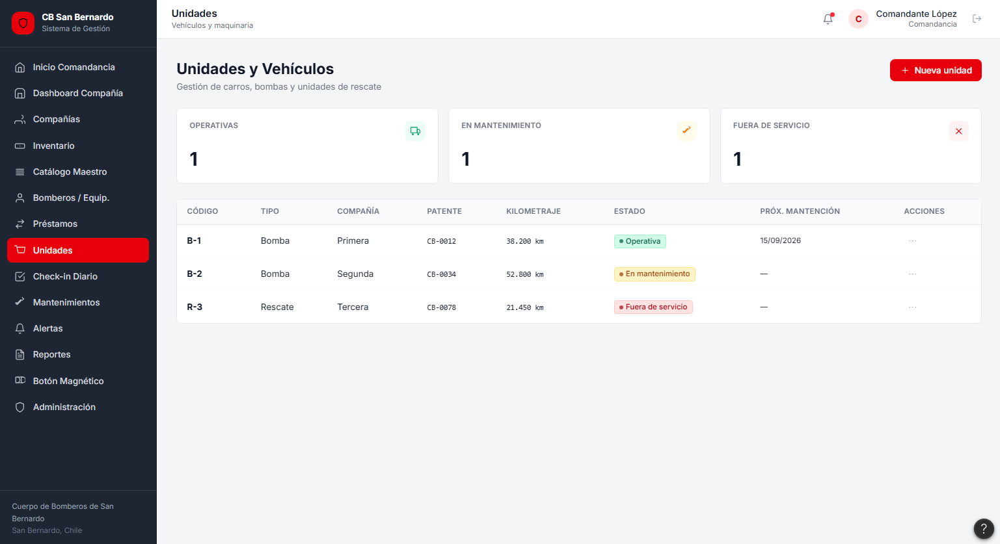 CB San Bernardo
Sistema de Gestión
Inicio Comandancia
Dashboard Compañía
Compañías
Inventario
Catálogo Maestro
Bomberos / Equip.
Préstamos
Unidades
Check-in Diario
Mantenimientos
Alertas
Reportes
Botón Magnético
Administración
Cuerpo de Bomberos de San
Bernardo
San Bernardo, Chile
Unidades
Vehículos y maquinaria
C
Comandante López
Comandancia
Unidades y Vehículos
Gestión de carros, bombas y unidades de rescate
+ Nueva unidad
OPERATIVAS
1
EN MANTENIMIENTO
1
FUERA DE SERVICIO
1
CÓDIGO TIPO COMPAÑÍA PATENTE KILOMETRAJE ESTADO PRÓX. MANTENCIÓN ACCIONES
B-1 Bomba Primera CB-0012 38.200 km Operativa 15/09/2026 ...
B-2 Bomba Segunda CB-0034 52.800 km En mantenimiento — ...
R-3 Rescate Tercera CB-0078 21.450 km Fuera de servicio — ...
?